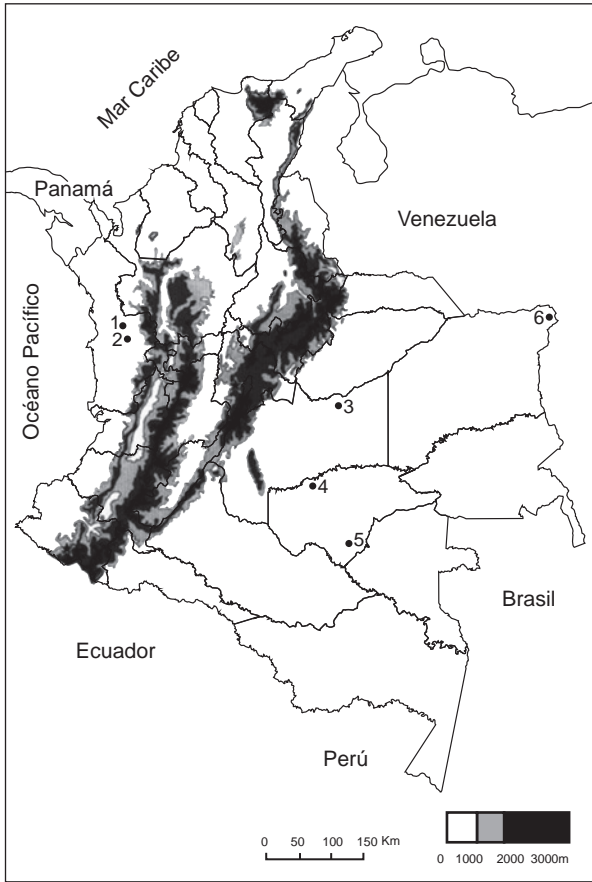 Mar Caribe
Panamá
Venezuela
Océano Pacífico
1
2
3
4
5
6
Brasil
Ecuador
Perú
0 50 100 150 Km
0 1000 2000 3000m